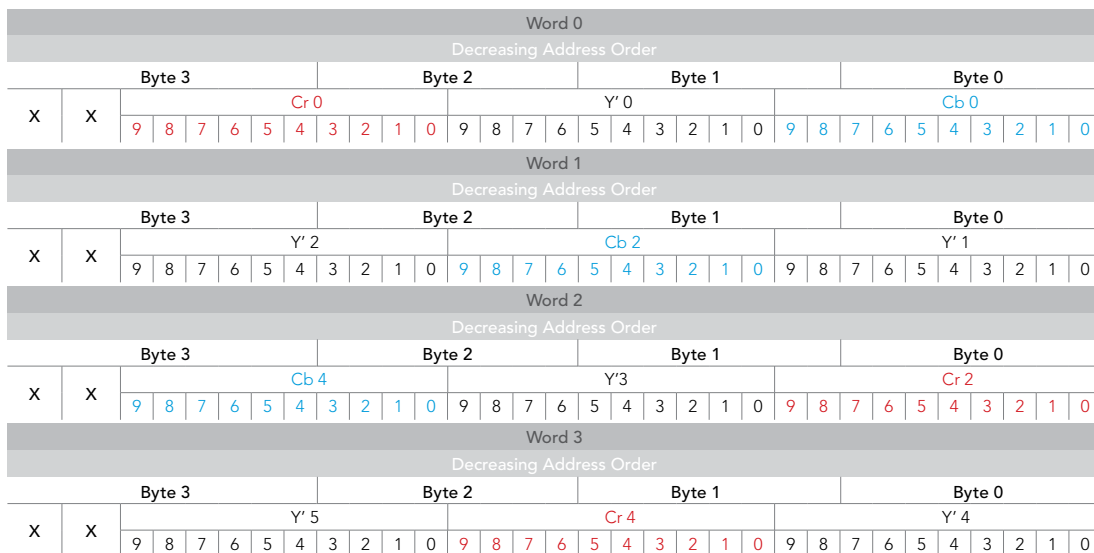 Word 0
Decreasing Address Order
Byte 3 Byte 2 Byte 1 Byte 0
X X Cr 0 Y' 0 Cb 0
9 8 7 6 5 4 3 2 1 0 9 8 7 6 5 4 3 2 1 0 9 8 7 6 5 4 3 2 1 0
Word 1
Decreasing Address Order
Byte 3 Byte 2 Byte 1 Byte 0
X X Y' 2 Cb 2 Y' 1
9 8 7 6 5 4 3 2 1 0 9 8 7 6 5 4 3 2 1 0 9 8 7 6 5 4 3 2 1 0
Word 2
Decreasing Address Order
Byte 3 Byte 2 Byte 1 Byte 0
X X Cb 4 Y'3 Cr 2
9 8 7 6 5 4 3 2 1 0 9 8 7 6 5 4 3 2 1 0 9 8 7 6 5 4 3 2 1 0
Word 3
Decreasing Address Order
Byte 3 Byte 2 Byte 1 Byte 0
X X Y' 5 Cr 4 Y' 4
9 8 7 6 5 4 3 2 1 0 9 8 7 6 5 4 3 2 1 0 9 8 7 6 5 4 3 2 1 0